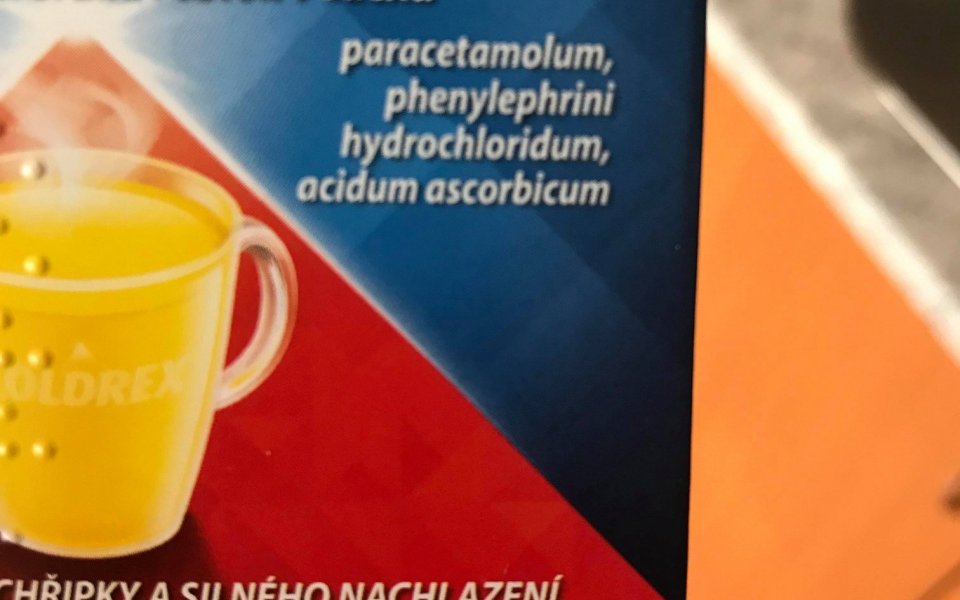 paracetamolum,
phenylephrini
hydrochloridum,
acidum ascorbicum
OLDREX
CHŘIPKY A SILNÉHO NACHLAZENÍ